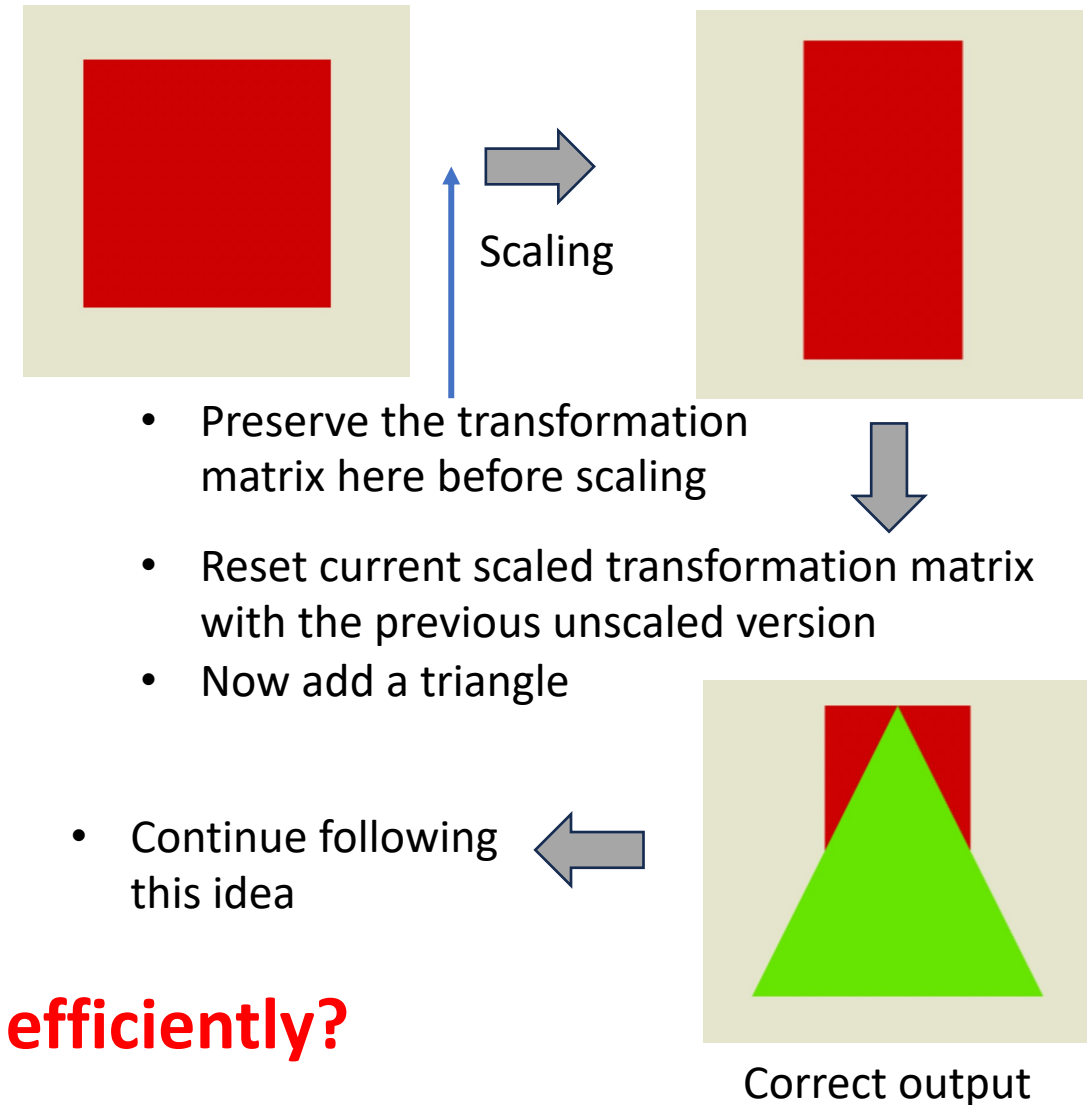 Scaling
• Preserve the transformation
matrix here before scaling
• Reset current scaled transformation matrix
with the previous unscaled version
• Now add a triangle
• Continue following
this idea
efficiently?
Correct output